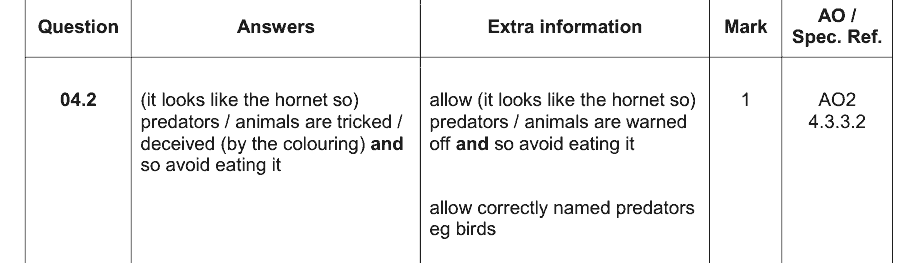 Question
Answers
Extra information
Mark
AO /
Spec. Ref.
04.2
(it looks like the hornet so)
predators / animals are tricked /
deceived (by the colouring) and
so avoid eating it
allow (it looks like the hornet so)
predators / animals are warned
off and so avoid eating it
allow correctly named predators
eg birds
1
AO2
4.3.3.2